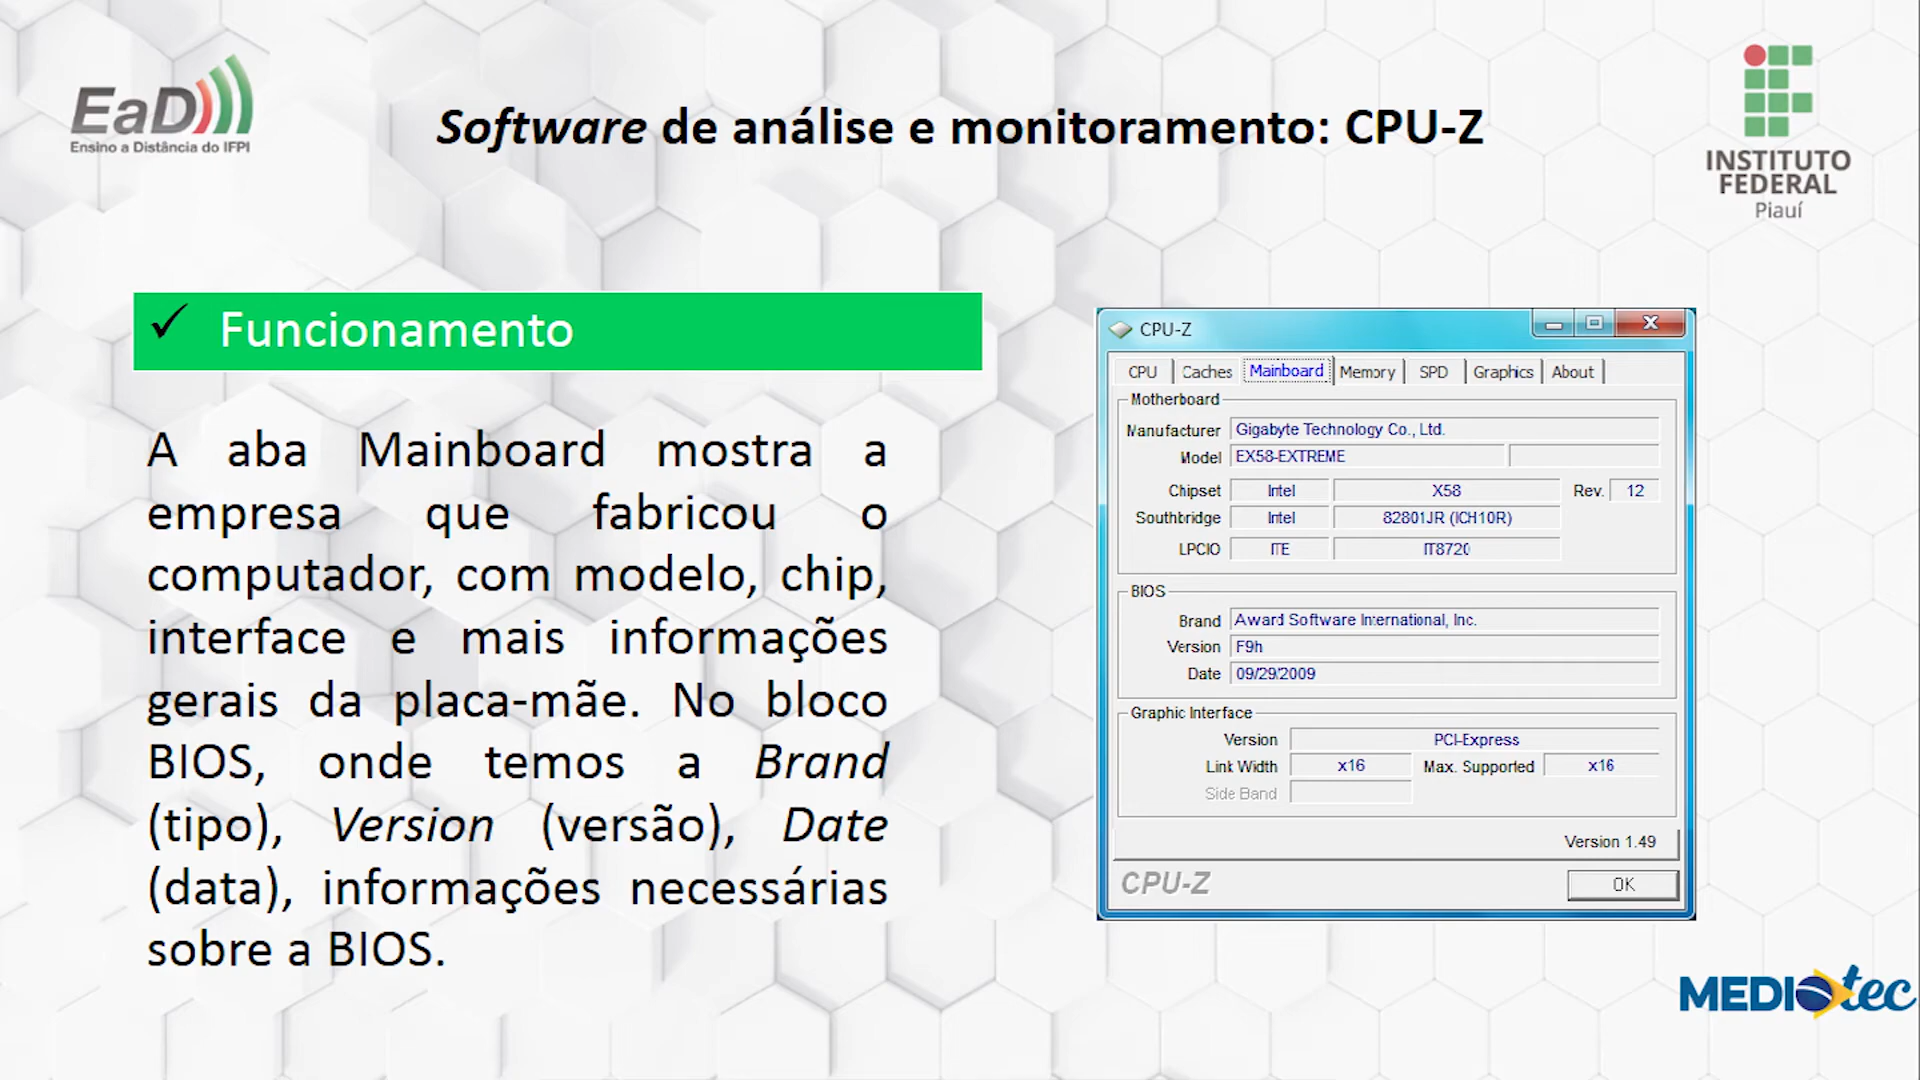 EaD
Ensino a Distância do IFPI
Software de análise e monitoramento: CPU-Z
INSTITUTO
FEDERAL
Piauí
✓ Funcionamento
A aba Mainboard mostra a
empresa que fabricou o
computador, com modelo, chip,
interface e mais informações
gerais da placa-mãe. No bloco
BIOS, onde temos a Brand
(tipo), Version (versão), Date
(data), informações necessárias
sobre a BIOS.
CPU-Z
CPU Caches Mainboard Memory SPD Graphics About
Motherboard
Manufacturer Gigabyte Technology Co., Ltd.
Model EX58-EXTREME
Chipset Intel X58 Rev. 12
Southbridge Intel 82801JR (ICH10R)
LPCIO ITE IT8720
BIOS
Brand Award Software International, Inc.
Version F9h
Date 09/29/2009
Graphic Interface
Version PCI-Express
Link Width x16 Max. Supported x16
Side Band
Version 1.49
CPU-Z OK
MEDIOtec